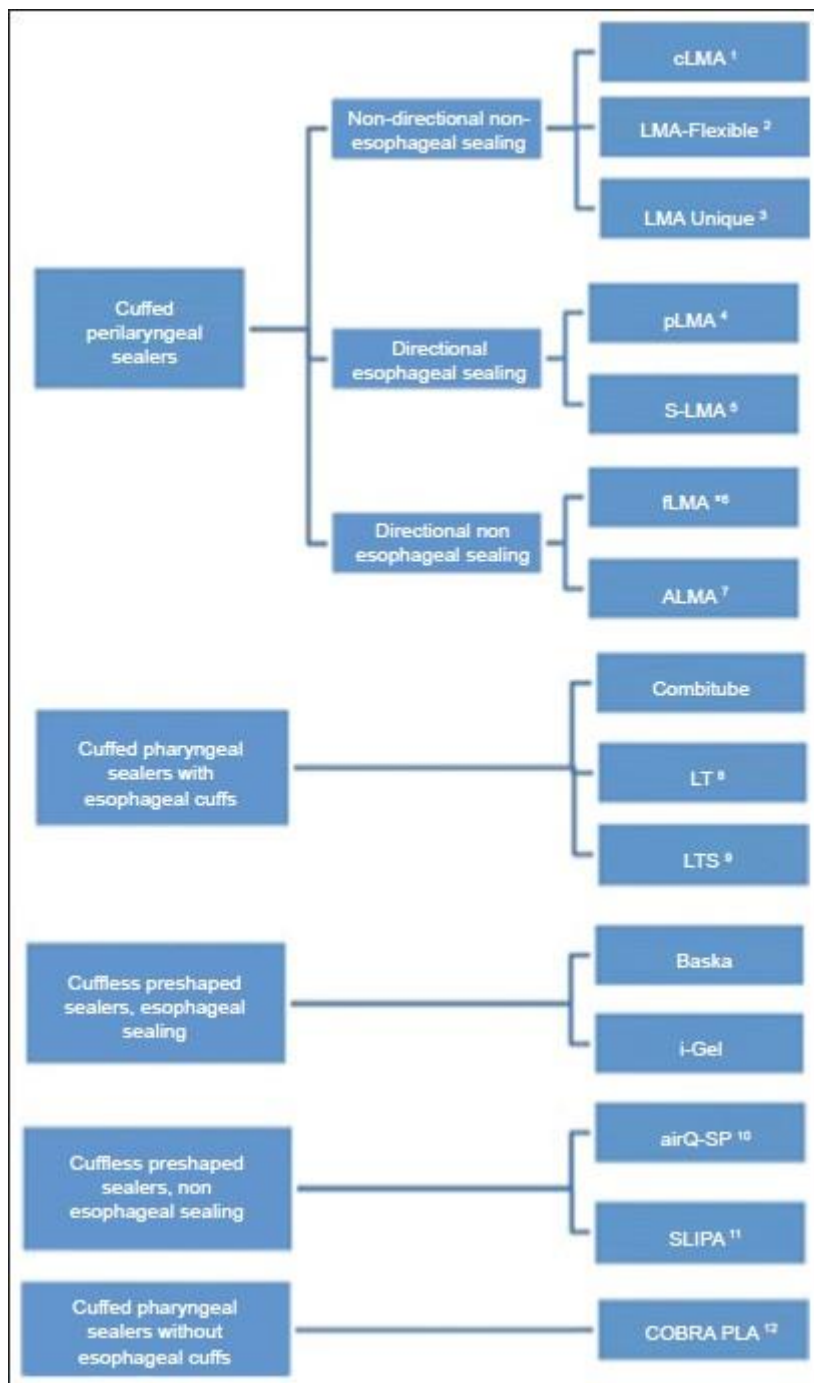 cLMA ¹
Non-directional non-
esophageal sealing
LMA-Flexible ²
LMA Unique ³
Cuffed
perilaryngeal
sealers
pLMA ⁴
Directional
esophageal sealing
S-LMA ⁵
fLMA *⁶
Directional non
esophageal sealing
ALMA ⁷
Combitube
Cuffed pharyngeal
sealers with
esophageal cuffs
LT ⁸
LTS ⁹
Baska
Cuffless preshaped
sealers, esophageal
sealing
i-Gel
airQ-SP ¹⁰
Cuffless preshaped
sealers, non
esophageal sealing
SLIPA ¹¹
Cuffed pharyngeal
sealers without
esophageal cuffs
COBRA PLA ¹²